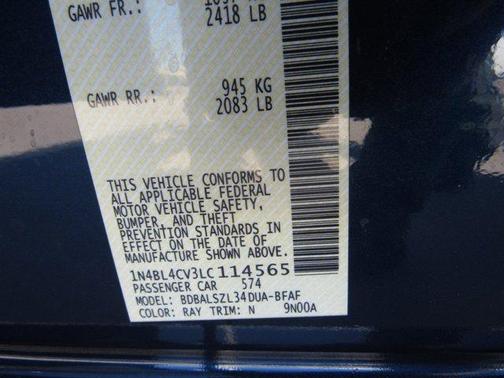 GAWR FR.:
2418 LB
GAWR RR.: 945 KG
2083 LB
THIS VEHICLE CONFORMS TO
ALL APPLICABLE FEDERAL
MOTOR VEHICLE SAFETY,
BUMPER, AND THEFT
PREVENTION STANDARDS IN
EFFECT ON THE DATE OF
MANUFACTURE SHOWN ABOVE.
1N4BL4CV3LC114565
PASSENGER CAR 574
MODEL: BDBALSZL34DUA-BFAF
COLOR: RAY TRIM: N 9N00A